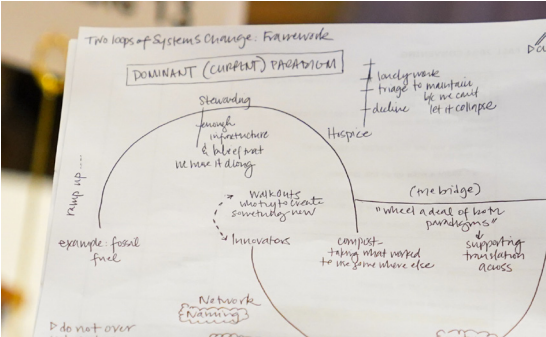 Two loops of Systems Change: Framework
DOMINANT (CURRENT) PARADIGM
Stewarding
enough
infrastructure
& belief that
we move it along
lonely work
triage to maintain
b/c we can't
decline let it collapse
Hospice
ramp up....
example: fossil
fuel
walkouts
who try to create
something new
Innovators
compost -
taking what worked
to use somewhere else
(the bridge)
"wheel a deal of both
paradigms"
supporting
translation
across
Network
Naming
do not over